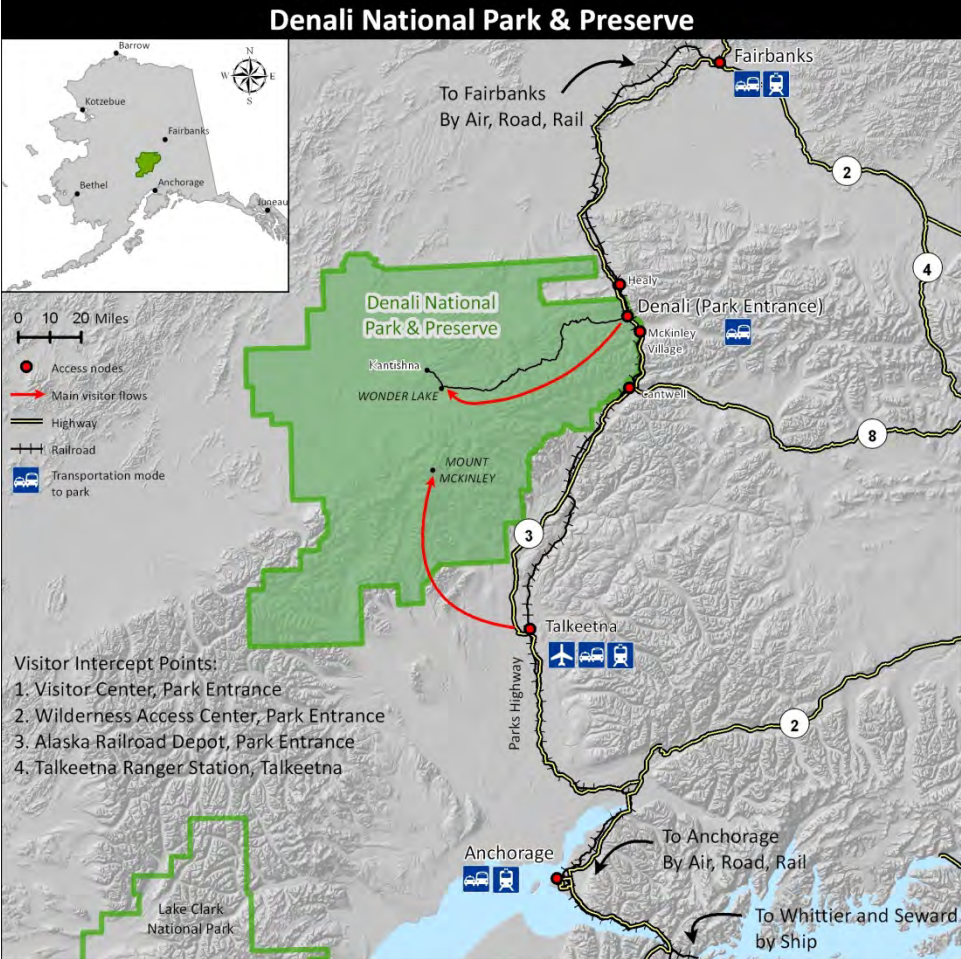 Denali National Park & Preserve
Barrow
Kotzebue
Fairbanks
Bethel
Anchorage
Juneau
N
W
E
S
To Fairbanks
By Air, Road, Rail
Fairbanks
2
4
Healy
Denali National
Park & Preserve
Denali (Park Entrance)
McKinley
Village
Kantishna
WONDER LAKE
Cantwell
8
0 10 20 Miles
Access nodes
Main visitor flows
Highway
Railroad
Transportation mode
to park
MOUNT
MCKINLEY
3
Talkeetna
Parks Highway
Visitor Intercept Points:
1. Visitor Center, Park Entrance
2. Wilderness Access Center, Park Entrance
3. Alaska Railroad Depot, Park Entrance
4. Talkeetna Ranger Station, Talkeetna
2
Anchorage
To Anchorage
By Air, Road, Rail
Lake Clark
National Park
To Whittier and Seward
by Ship